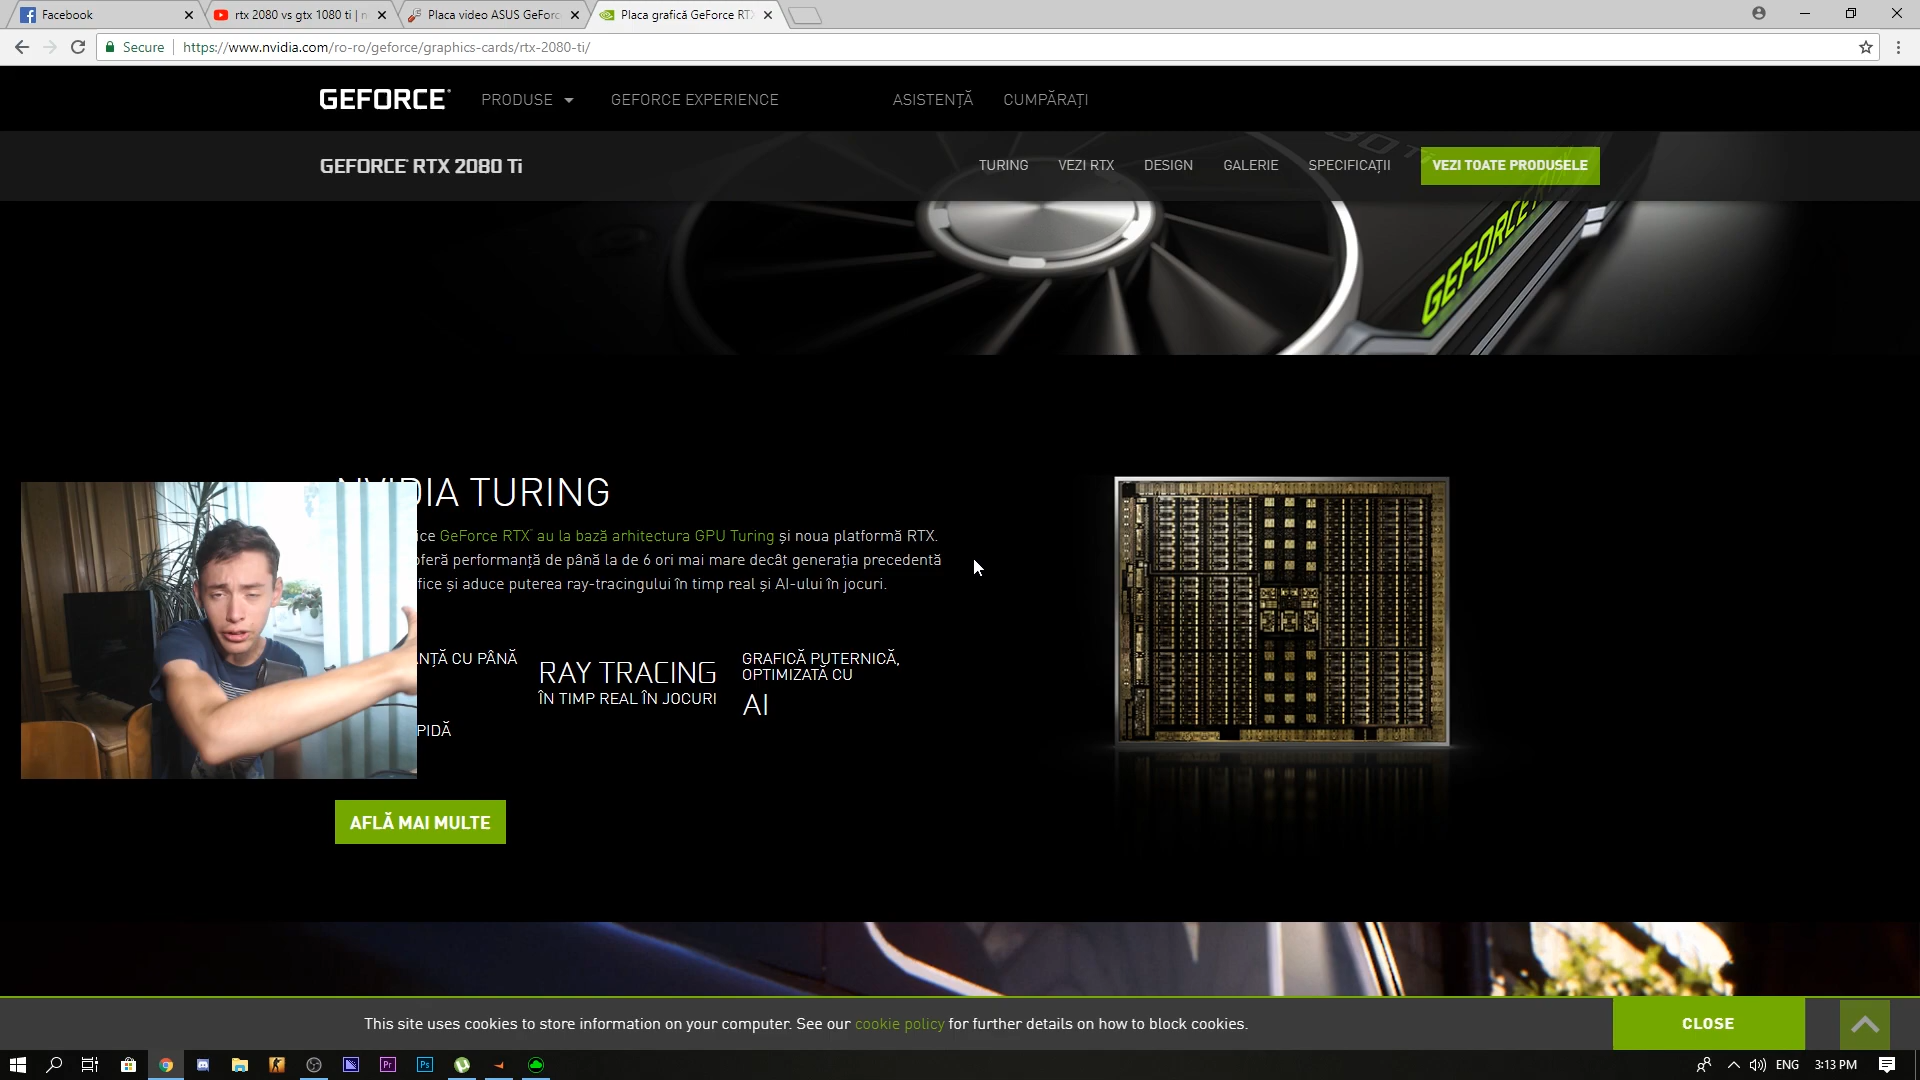 Facebook
rtx 2080 vs gtx 1080 ti | n
Placa video ASUS GeForc
Placa grafică GeForce RTX
Secure
https://www.nvidia.com/ro-ro/geforce/graphics-cards/rtx-2080-ti/
GEFORCE
PRODUSE
GEFORCE EXPERIENCE
ASISTENȚĂ
CUMPĂRAȚI
GEFORCE RTX 2080 Ti
TURING
VEZI RTX
DESIGN
GALERIE
SPECIFICAȚII
VEZI TOATE PRODUSELE
GEFORCE
NVIDIA TURING
ice GeForce RTX au la bază arhitectura GPU Turing și noua platformă RTX.
oferă performanță de până la de 6 ori mai mare decât generația precedentă
fice și aduce puterea ray-tracingului în timp real și AI-ului în jocuri.
NȚĂ CU PÂNĂ
PIDĂ
RAY TRACING
ÎN TIMP REAL ÎN JOCURI
GRAFICĂ PUTERNICĂ,
OPTIMIZATĂ CU
AI
AFLĂ MAI MULTE
This site uses cookies to store information on your computer. See our cookie policy for further details on how to block cookies.
CLOSE
Pr
Ps
ENG
3:13 PM